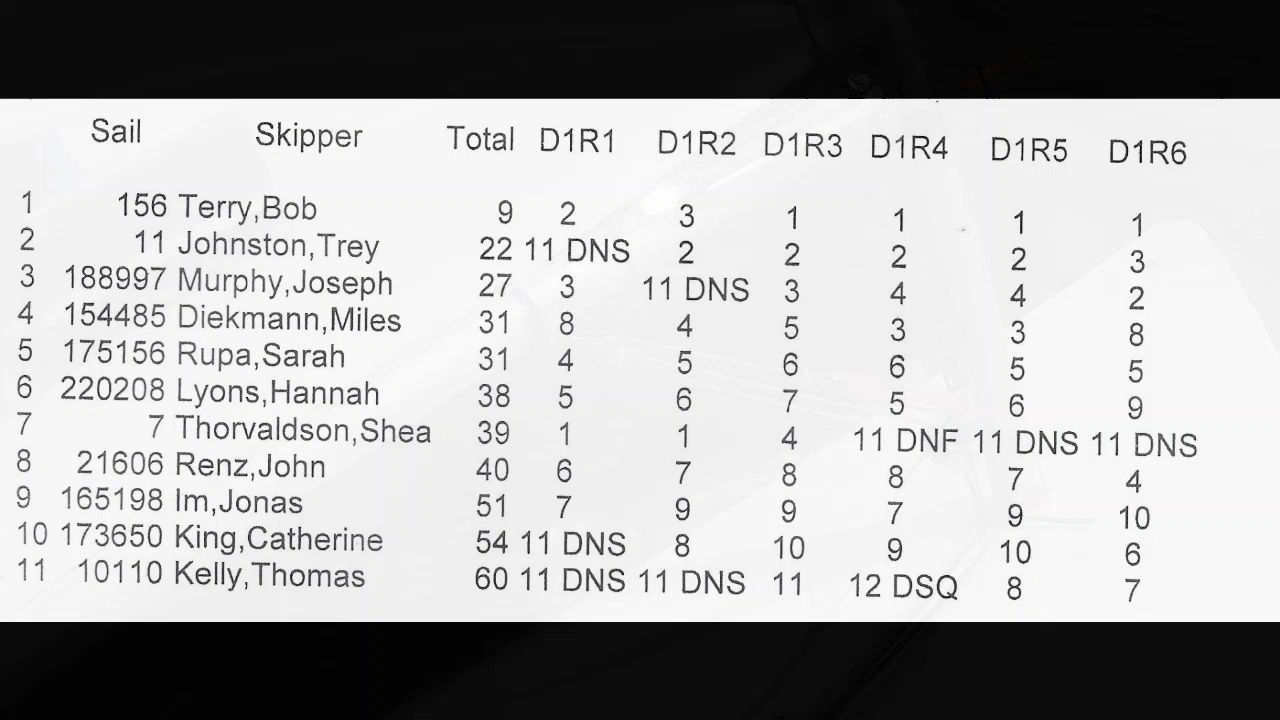 Sail Skipper Total D1R1 D1R2 D1R3 D1R4 D1R5 D1R6
1 156 Terry,Bob 9 2 3 1 1 1 1
2 11 Johnston,Trey 22 11 DNS 2 2 2 2 3
3 188997 Murphy,Joseph 27 3 11 DNS 3 4 4 2
4 154485 Diekmann,Miles 31 8 4 5 3 3 8
5 175156 Rupa,Sarah 31 4 5 6 6 5 5
6 220208 Lyons,Hannah 38 5 6 7 5 6 9
7 7 Thorvaldson,Shea 39 1 1 4 11 DNF 11 DNS 11 DNS
8 21606 Renz,John 40 6 7 8 8 7 4
9 165198 Im,Jonas 51 7 9 9 7 9 10
10 173650 King,Catherine 54 11 DNS 8 10 9 10 6
11 10110 Kelly,Thomas 60 11 DNS 11 DNS 11 12 DSQ 8 7